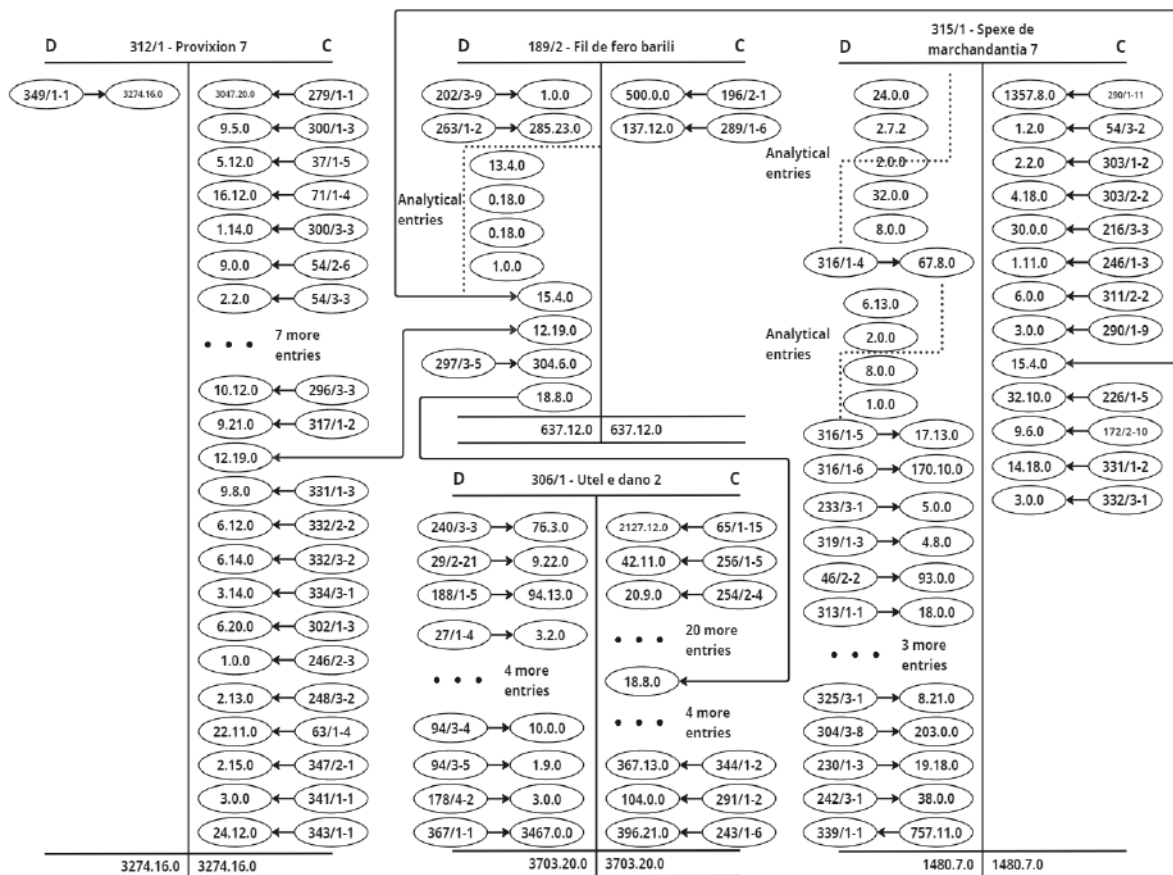 D 312/1 - Provixion 7 C
349/1-1 3274.16.0
3047.20.0 279/1-1
9.5.0 300/1-3
5.12.0 37/1-5
16.12.0 71/1-4
1.14.0 300/3-3
9.0.0 54/2-6
2.2.0 54/3-3
7 more
entries
10.12.0 296/3-3
9.21.0 317/1-2
12.19.0
9.8.0 331/1-3
6.12.0 332/2-2
6.14.0 332/3-2
3.14.0 334/3-1
6.20.0 302/1-3
1.0.0 246/2-3
2.13.0 248/3-2
22.11.0 63/1-4
2.15.0 347/2-1
3.0.0 341/1-1
24.12.0 343/1-1
3274.16.0 3274.16.0
D 189/2 - Fil de fero barili C
202/3-9 1.0.0 500.0.0 196/2-1
263/1-2 285.23.0 137.12.0 289/1-6
Analytical
entries
13.4.0
0.18.0
0.18.0
1.0.0
15.4.0
12.19.0
297/3-5 304.6.0
18.8.0
637.12.0 637.12.0
D 306/1 - Utel e dano 2 C
240/3-3 76.3.0 2127.12.0 65/1-15
29/2-21 9.22.0 42.11.0 256/1-5
188/1-5 94.13.0 20.9.0 254/2-4
27/1-4 3.2.0
20 more
entries
4 more
entries
18.8.0
4 more
entries
94/3-4 10.0.0
94/3-5 1.9.0 367.13.0 344/1-2
178/4-2 3.0.0 104.0.0 291/1-2
367/1-1 3467.0.0 396.21.0 243/1-6
3703.20.0 3703.20.0
D 315/1 - Spexe de
marchandantia 7 C
24.0.0
2.7.2
Analytical
entries
2.0.0
32.0.0
8.0.0
316/1-4 67.8.0
6.13.0
2.0.0
Analytical
entries
8.0.0
1.0.0
316/1-5 17.13.0
316/1-6 170.10.0
233/3-1 5.0.0
319/1-3 4.8.0
46/2-2 93.0.0
313/1-1 18.0.0
3 more
entries
325/3-1 8.21.0
304/3-8 203.0.0
230/1-3 19.18.0
242/3-1 38.0.0
339/1-1 757.11.0
1357.8.0 290/1-11
1.2.0 54/3-2
2.2.0 303/1-2
4.18.0 303/2-2
30.0.0 216/3-3
1.11.0 246/1-3
6.0.0 311/2-2
3.0.0 290/1-9
15.4.0
32.10.0 226/1-5
9.6.0 172/2-10
14.18.0 331/1-2
3.0.0 332/3-1
1480.7.0 1480.7.0